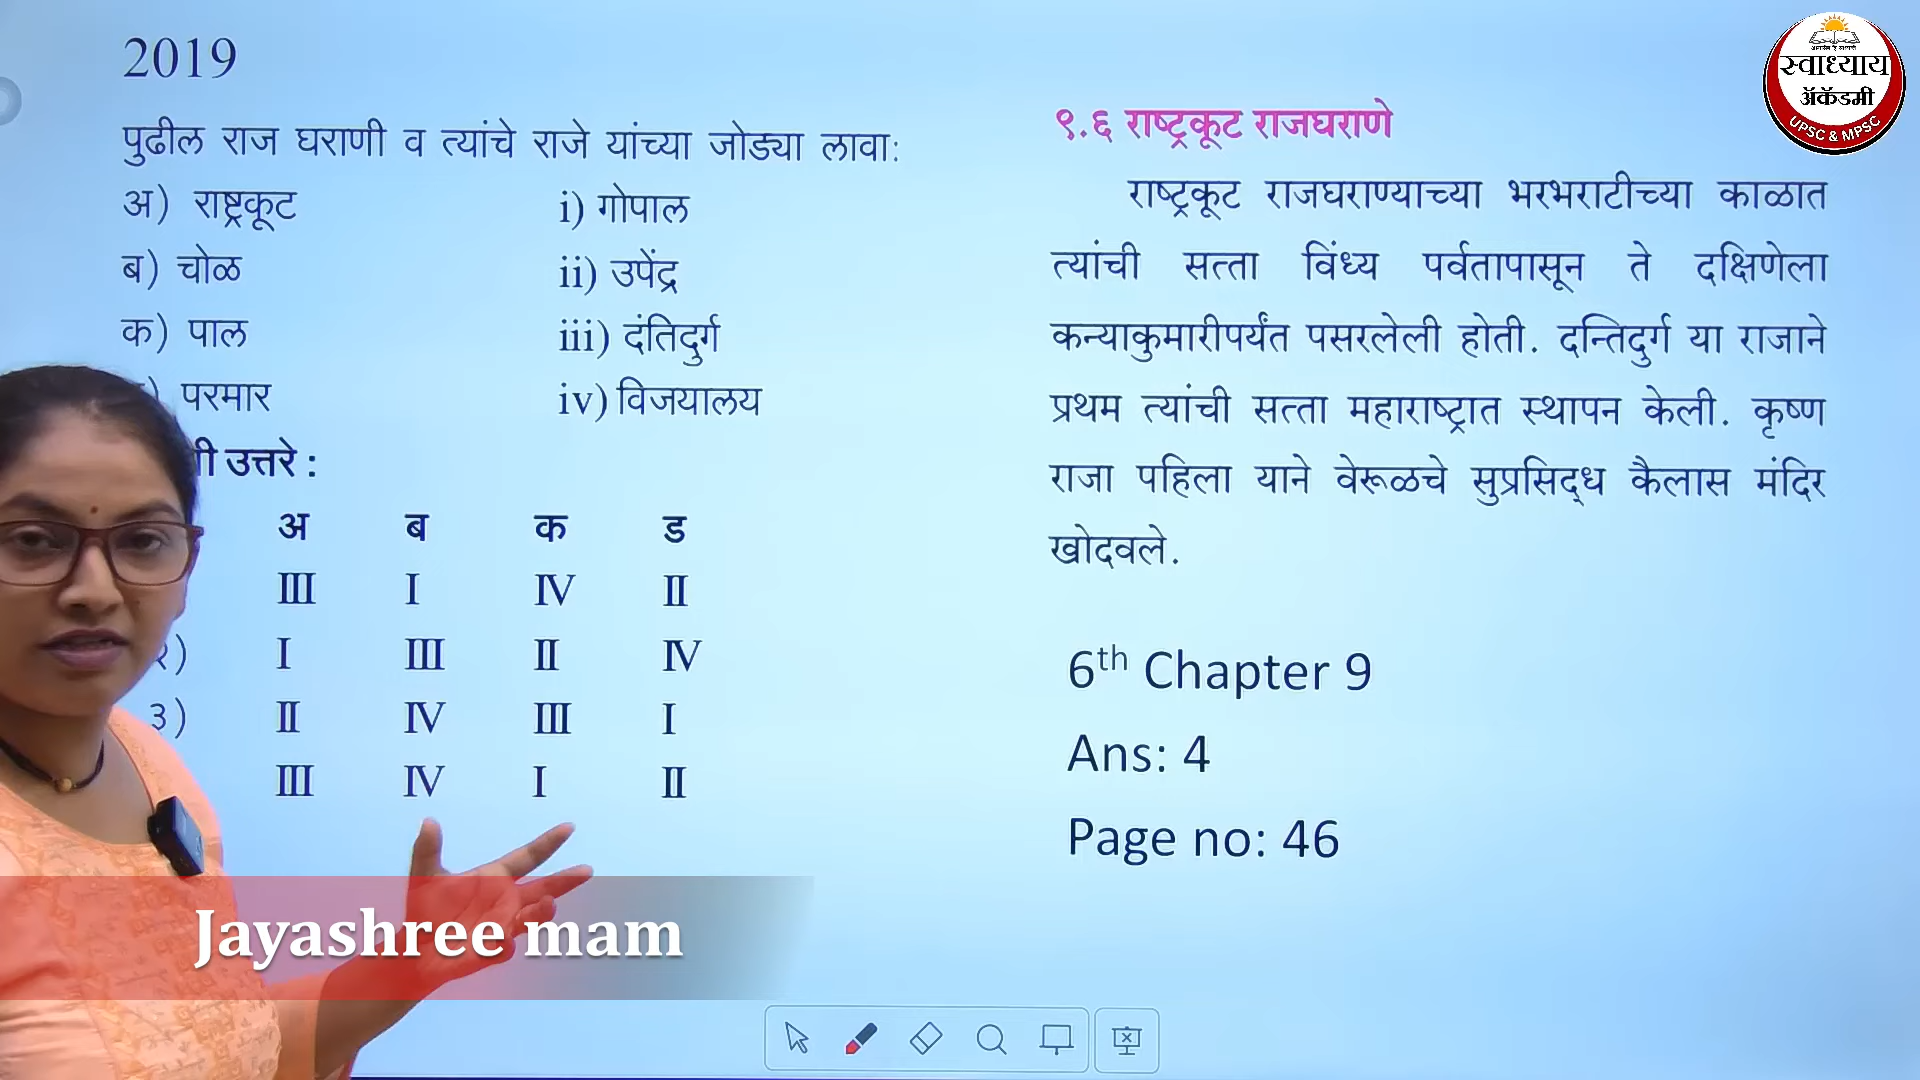 2019
पुढील राज घराणी व त्यांचे राजे यांच्या जोड्या लावा:
अ) राष्ट्रकूट i) गोपाल
ब) चोळ ii) उपेंद्र
क) पाल iii) दंतिदुर्ग
) परमार iv) विजयालय
उत्तरे :
अ ब क ड
III I IV II
२) I III II IV
३) II IV III I
III IV I II
९.६ राष्ट्रकूट राजघराणे
राष्ट्रकूट राजघराण्याच्या भरभराटीच्या काळात
त्यांची सत्ता विंध्य पर्वतापासून ते दक्षिणेला
कन्याकुमारीपर्यंत पसरलेली होती. दन्तिदुर्ग या राजाने
प्रथम त्यांची सत्ता महाराष्ट्रात स्थापन केली. कृष्ण
राजा पहिला याने वेरूळचे सुप्रसिद्ध कैलास मंदिर
खोदवले.
6th Chapter 9
Ans: 4
Page no: 46
स्वाध्याय
ॲकॅडमी
UPSC & MPSC
Jayashree mam